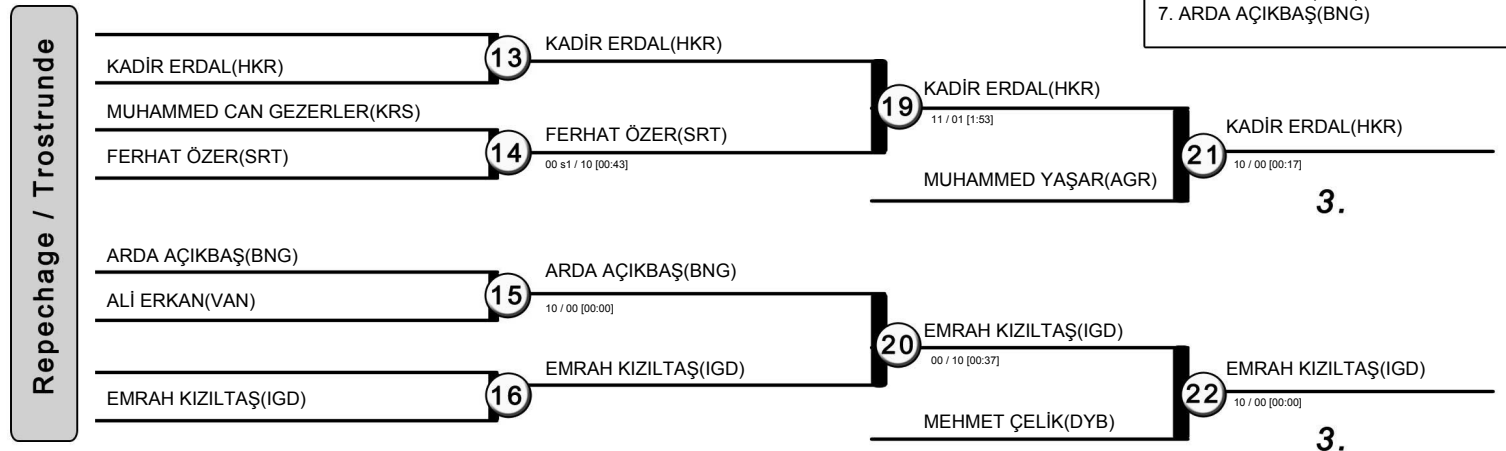 7. ARDA AÇIKBAŞ(BNG)
Repechage / Trostrunde
KADİR ERDAL(HKR)
13
KADİR ERDAL(HKR)
MUHAMMED CAN GEZERLER(KRS)
FERHAT ÖZER(SRT)
14
FERHAT ÖZER(SRT)
00 s1 / 10 [00:43]
19
KADİR ERDAL(HKR)
11 / 01 [1:53]
MUHAMMED YAŞAR(AGR)
21
KADİR ERDAL(HKR)
10 / 00 [00:17]
3.
ARDA AÇIKBAŞ(BNG)
ALİ ERKAN(VAN)
15
ARDA AÇIKBAŞ(BNG)
10 / 00 [00:00]
EMRAH KIZILTAŞ(IGD)
16
EMRAH KIZILTAŞ(IGD)
20
EMRAH KIZILTAŞ(IGD)
00 / 10 [00:37]
MEHMET ÇELİK(DYB)
22
EMRAH KIZILTAŞ(IGD)
10 / 00 [00:00]
3.